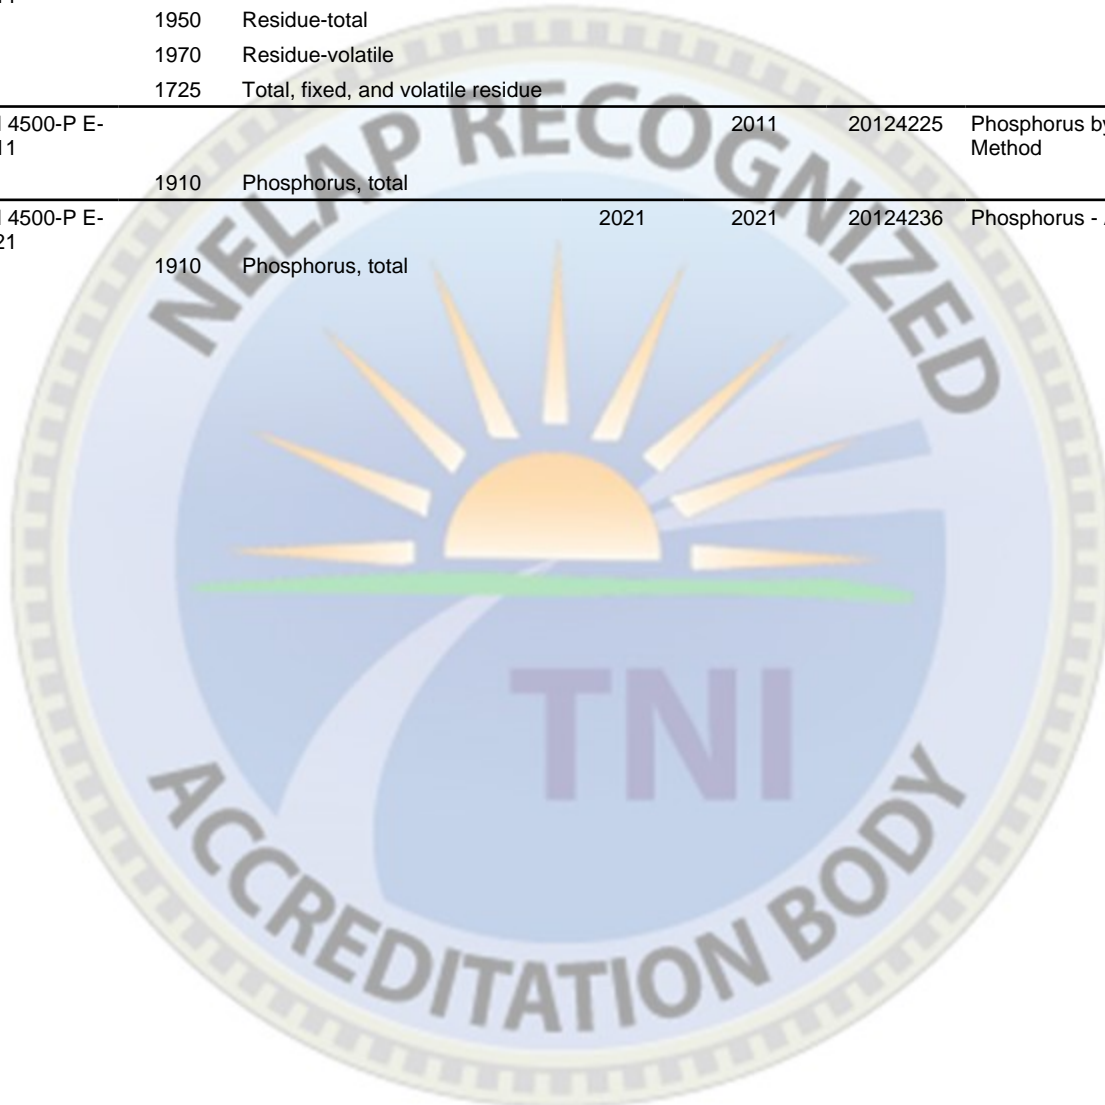 1950 Residue-total
1970 Residue-volatile
1725 Total, fixed, and volatile residue
4500-P E- 2011 20124225 Phosphorus by
11 Method
1910 Phosphorus, total
4500-P E- 2021 2021 20124236 Phosphorus -
21
1910 Phosphorus, total
NELAP RECOGNIZED
TNI
ACCREDITATION BODY